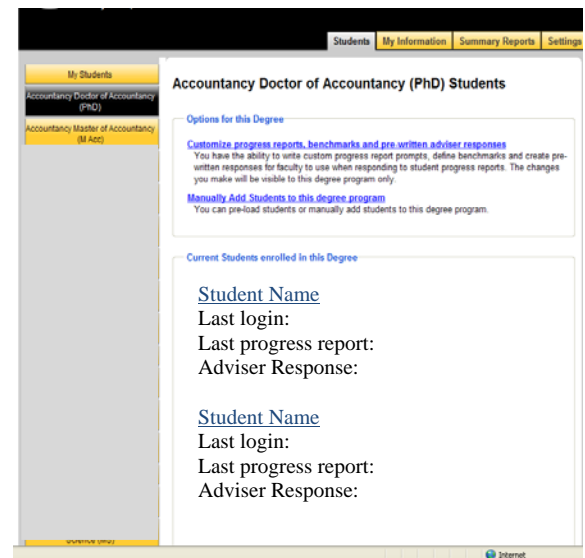 Students My Information Summary Reports Settings
My Students
Accountancy Doctor of Accountancy
(PhD)
Accountancy Master of Accountancy
(M Acc)
Accountancy Doctor of Accountancy (PhD) Students
Options for this Degree
Customize progress reports, benchmarks and pre-written adviser responses
You have the ability to write custom progress report prompts, define benchmarks and create pre-
written responses for faculty to use when responding to student progress reports. The changes
you make will be visible to this degree program only.
Manually Add Students to this degree program
You can pre-load students or manually add students to this degree program.
Current Students enrolled in this Degree
Student Name
Last login:
Last progress report:
Adviser Response:
Student Name
Last login:
Last progress report:
Adviser Response:
Internet